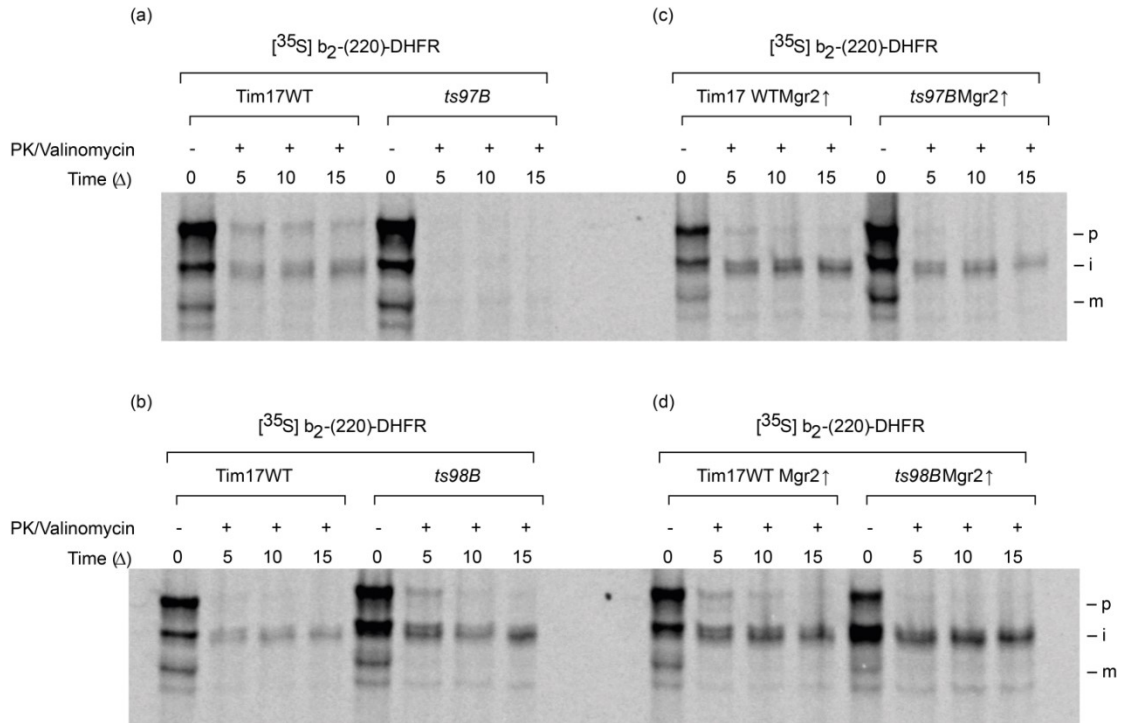 (a)
[35S] b2-(220)-DHFR
Tim17WT ts97B
PK/Valinomycin - + + + - + + +
Time (Δ) 0 5 10 15 0 5 10 15
(c)
[35S] b2-(220)-DHFR
Tim17 WTMgr2↑ ts97BMgr2↑
- + + + - + + +
0 5 10 15 0 5 10 15
– p
– i
– m
(b)
[35S] b2-(220)-DHFR
Tim17WT ts98B
PK/Valinomycin - + + + - + + +
Time (Δ) 0 5 10 15 0 5 10 15
(d)
[35S] b2-(220)-DHFR
Tim17WT Mgr2↑ ts98BMgr2↑
- + + + - + + +
0 5 10 15 0 5 10 15
– p
– i
– m